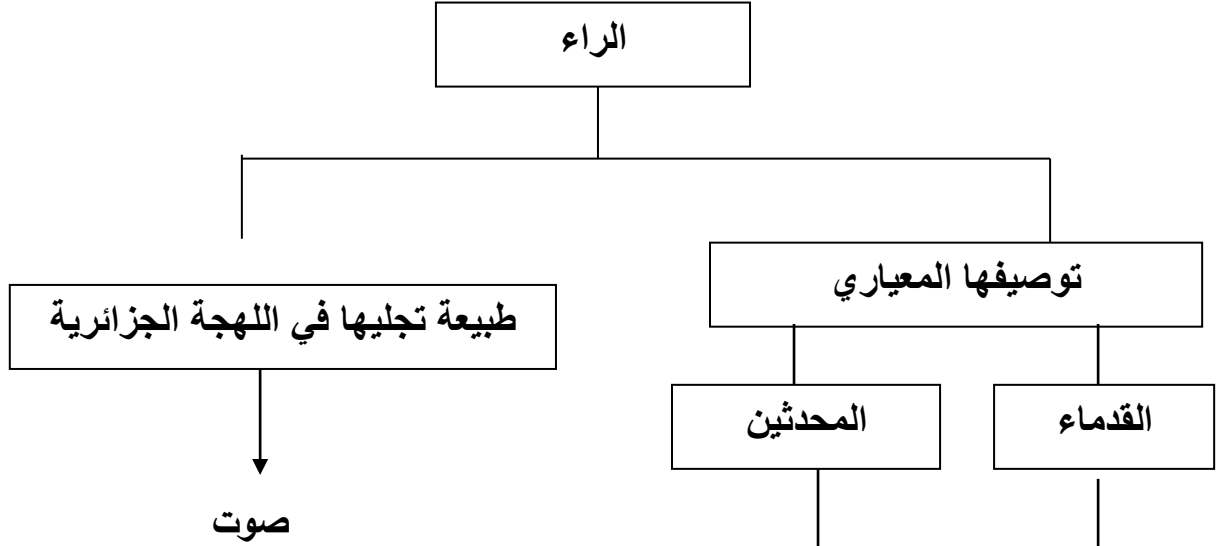 الراء
توصيفها المعياري
طبيعة تجليها في اللهجة الجزائرية
القدماء
المحدثين
صوت